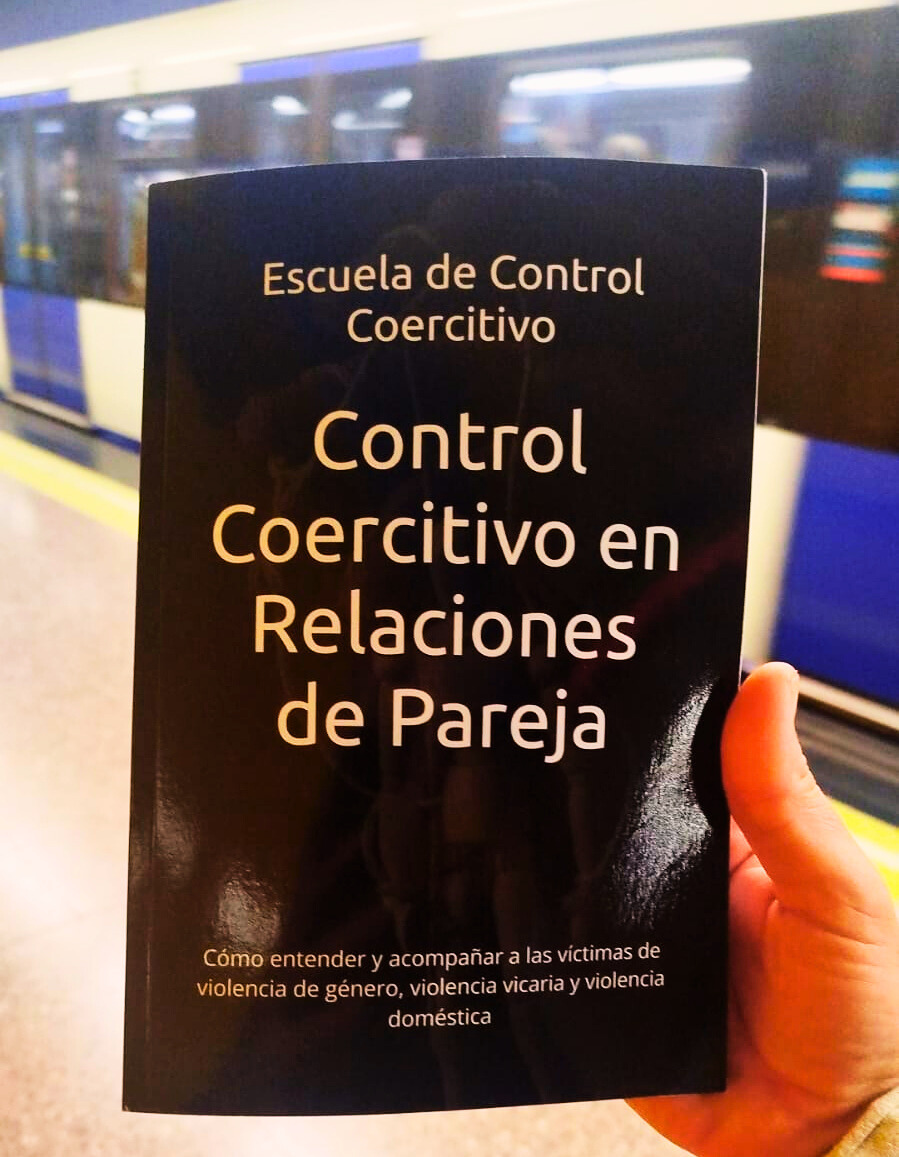 Escuela de Control
Coercitivo
Control
Coercitivo en
Relaciones
de Pareja
Cómo entender y acompañar a las víctimas de
violencia de género, violencia vicaria y violencia
doméstica